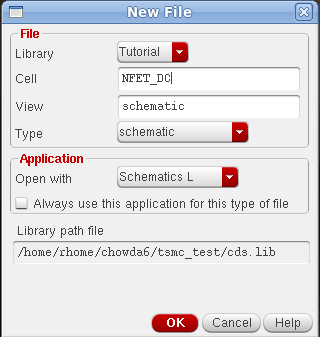 New File
File
Library Tutorial
Cell NFET_DC
View schematic
Type schematic
Application
Open with Schematics L
Always use this application for this type of file
Library path file
/home/rhome/chowda6/tsmc_test/cds.lib
OK Cancel Help